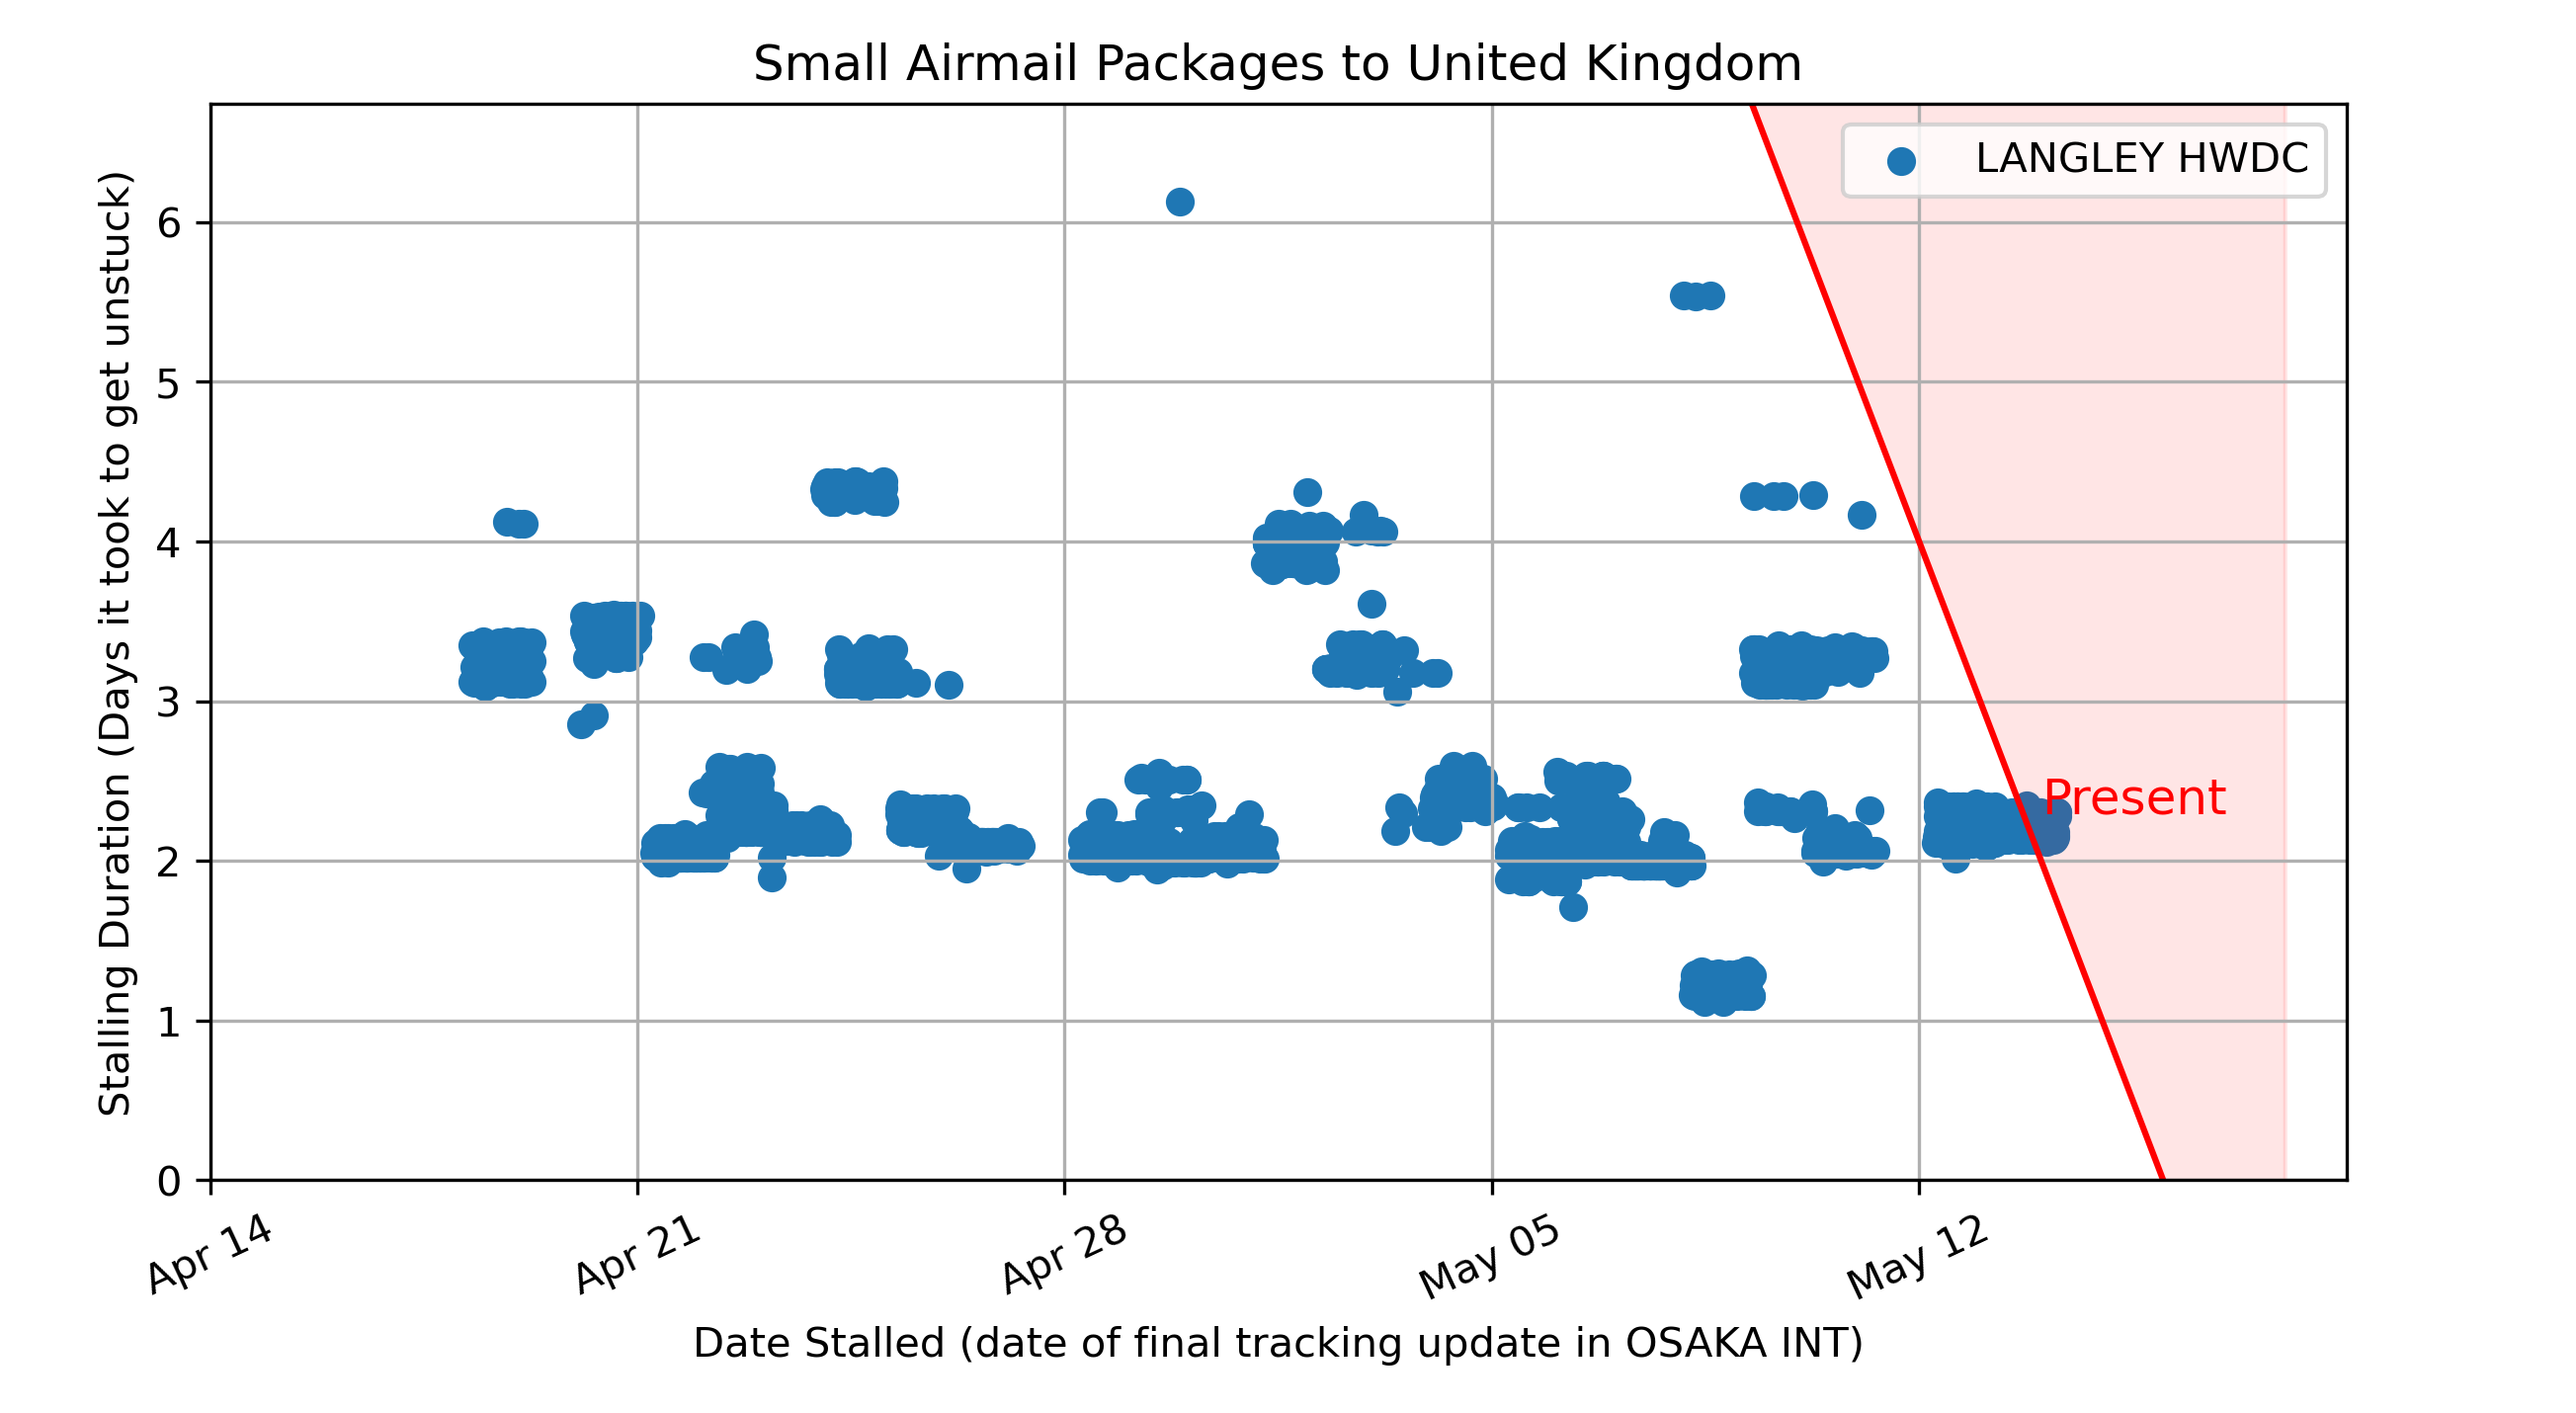 Small Airmail Packages to United Kingdom
LANGLEY HWDC
Stalling Duration (Days it took to get unstuck)
6
5
4
3
2
1
0
Present
Apr 14
Apr 21
Apr 28
May 05
May 12
Date Stalled (date of final tracking update in OSAKA INT)